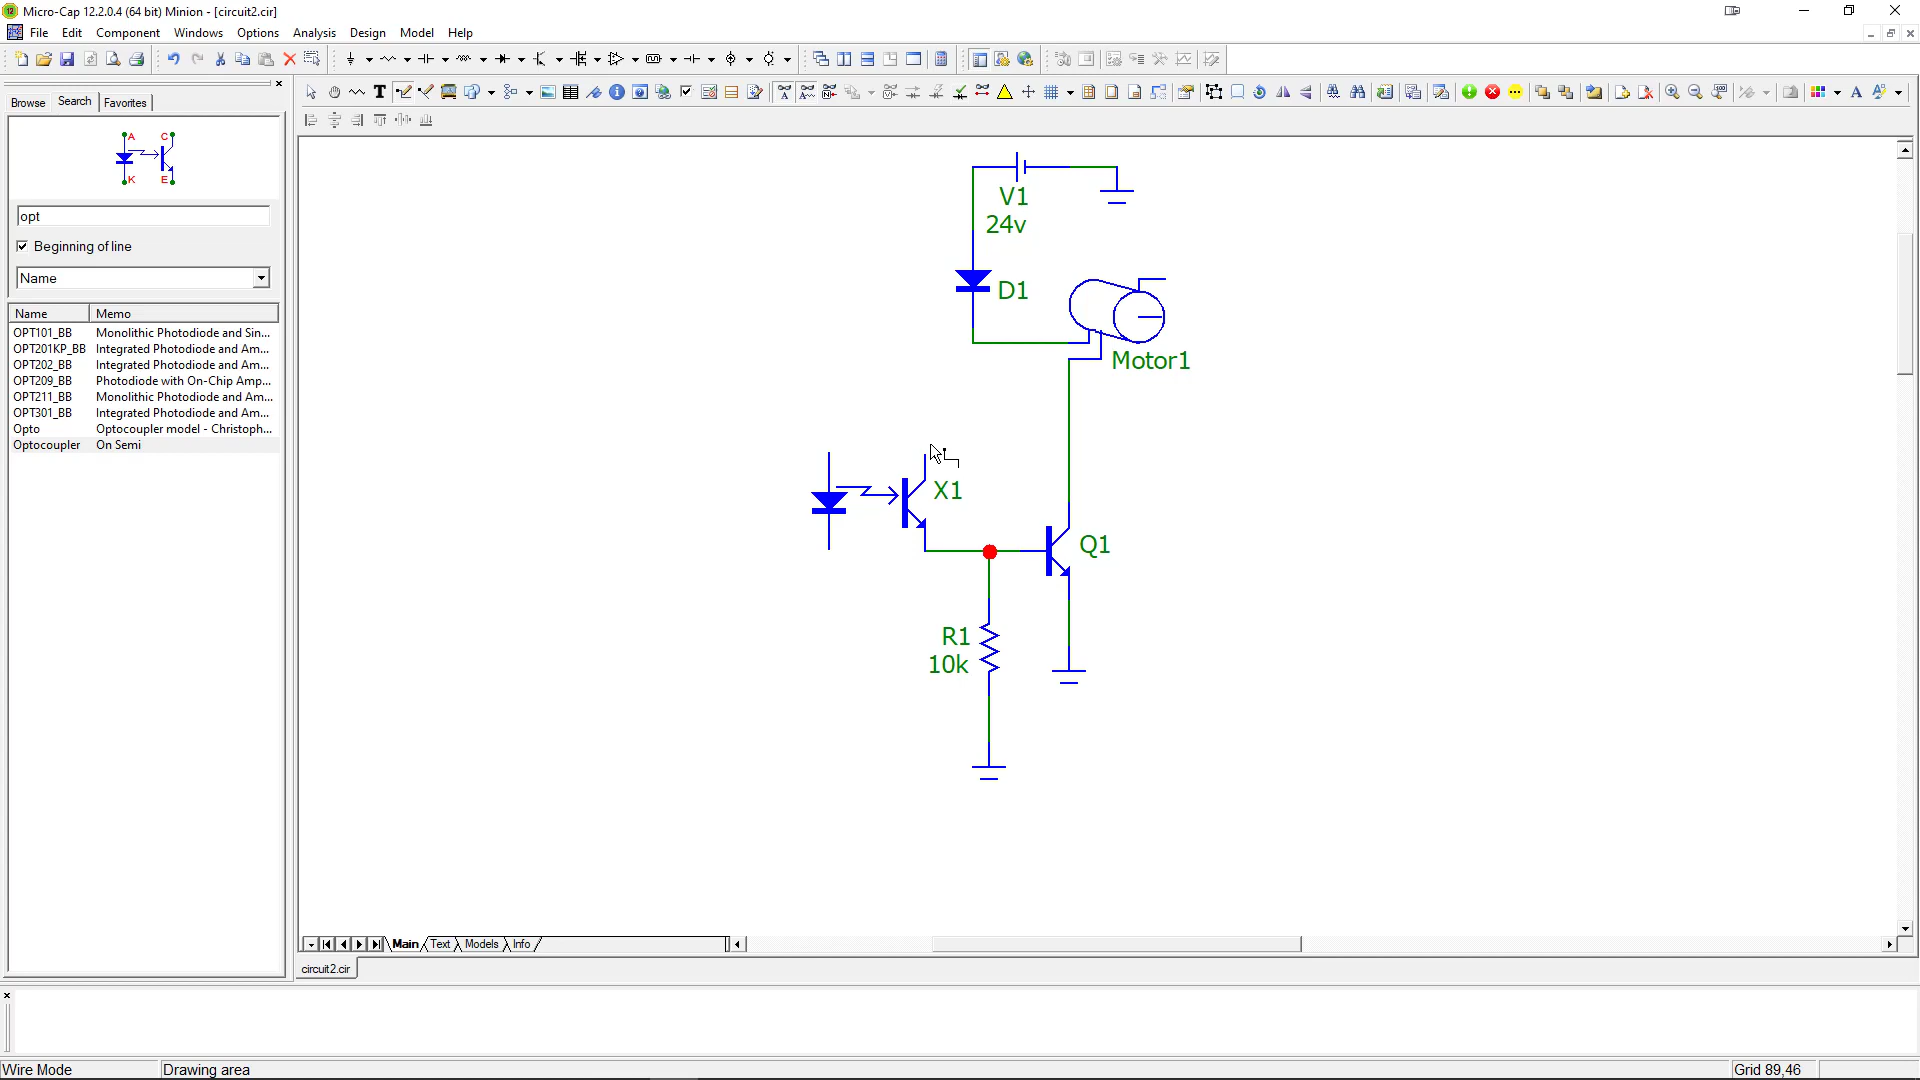 Micro-Cap 12.2.0.4 (64 bit) Minion - [circuit2.cir]
File Edit Component Windows Options Analysis Design Model Help
Browse Search Favorites
A C
K E
opt
Beginning of line
Name
Name Memo
OPT101_BB Monolithic Photodiode and Sin...
OPT201KP_BB Integrated Photodiode and Am...
OPT202_BB Integrated Photodiode and Am...
OPT209_BB Photodiode with On-Chip Amp...
OPT211_BB Monolithic Photodiode and Am...
OPT301_BB Integrated Photodiode and Am...
Opto Optocoupler model - Christoph...
Optocoupler On Semi
V1
24v
D1
Motor1
X1
Q1
R1
10k
Main Text Models Info
circuit2.cir
Wire Mode Drawing area Grid 89,46